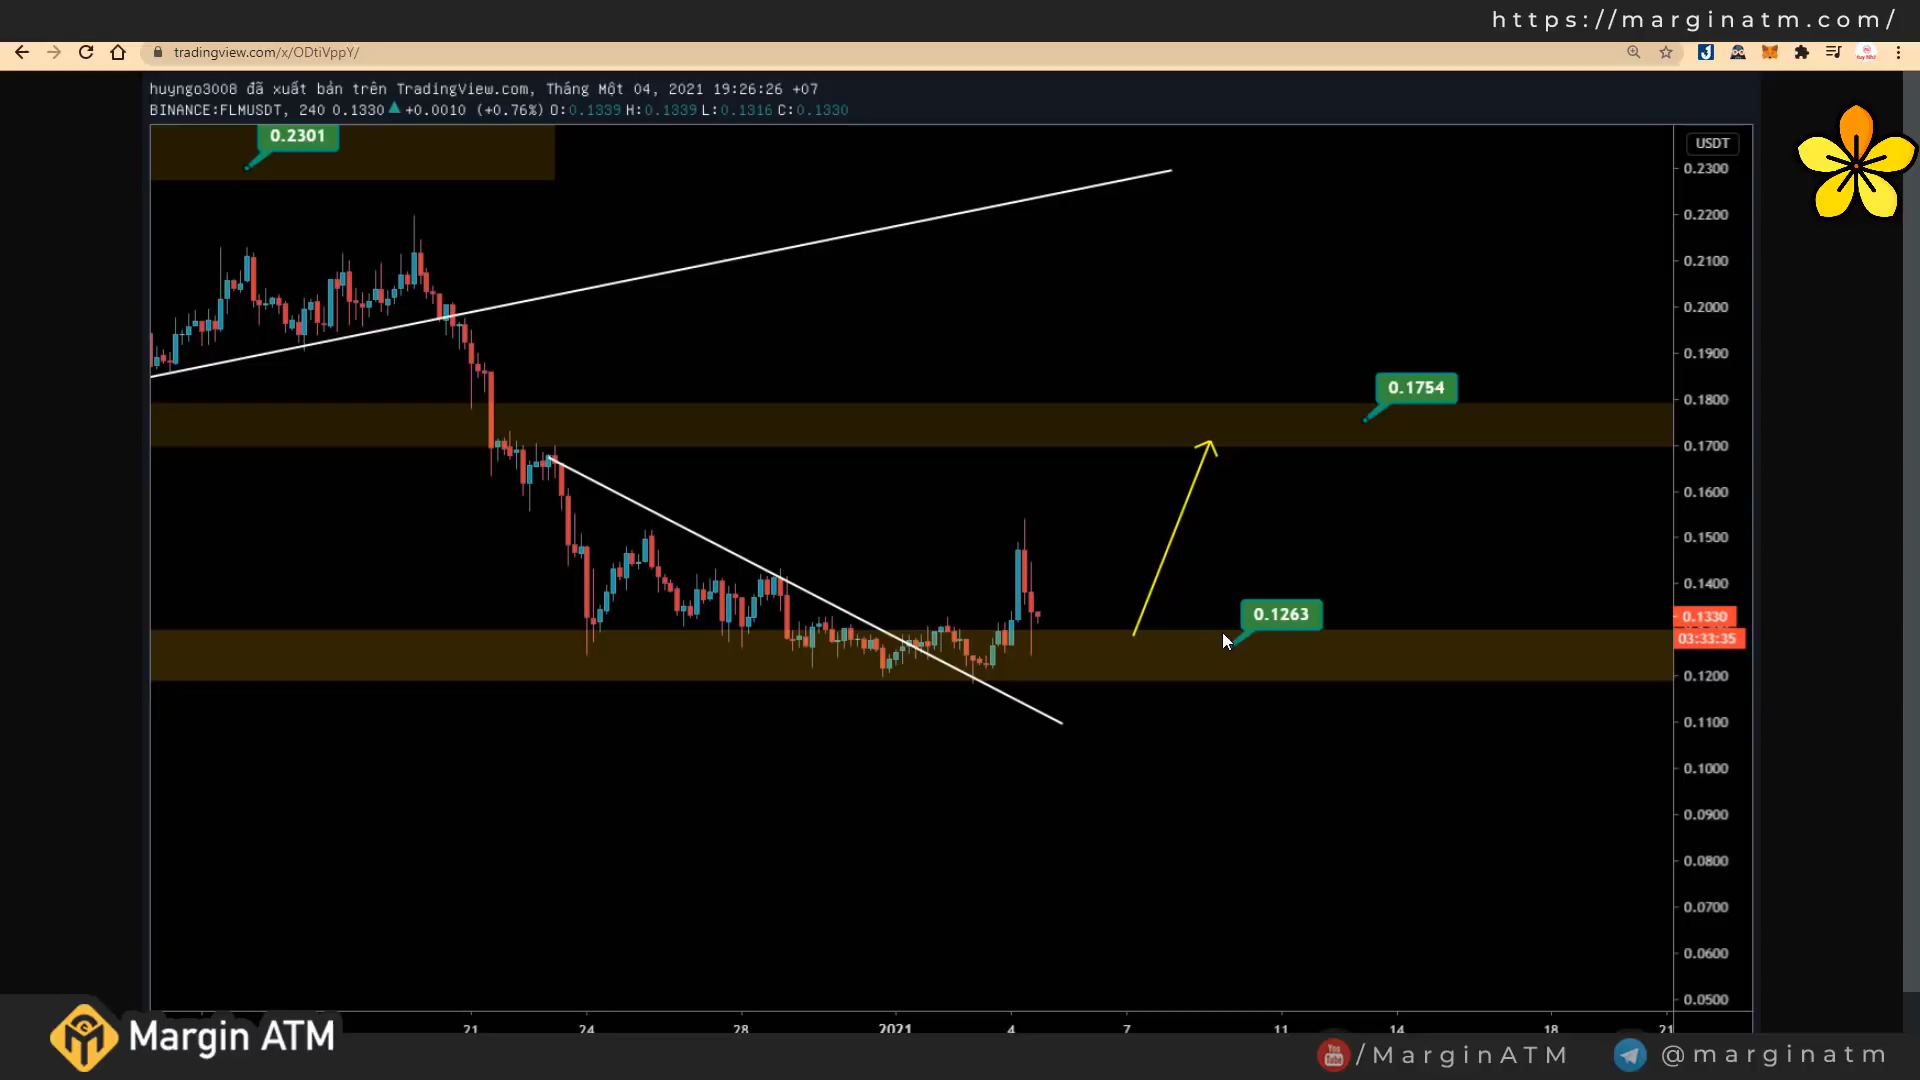 https://marginatm.com/
tradingview.com/x/ODtiVppY/
huyngo3008 đã xuất bản trên TradingView.com, Tháng Một 04, 2021 19:26:26 +07
BINANCE:FLMUSDT, 240 0.1330 ▲ +0.0010 (+0.76%) O:0.1339 H:0.1339 L:0.1316 C:0.1330
0.2301
USDT
0.2300
0.2200
0.2100
0.2000
0.1900
0.1754
0.1800
0.1700
0.1600
0.1500
0.1400
0.1263
0.1330
03:33:35
0.1200
0.1100
0.1000
0.0900
0.0800
0.0700
0.0600
0.0500
21 24 28 2021 4 7 11 14 18 21
Margin ATM
You Tube /MarginATM @marginatm